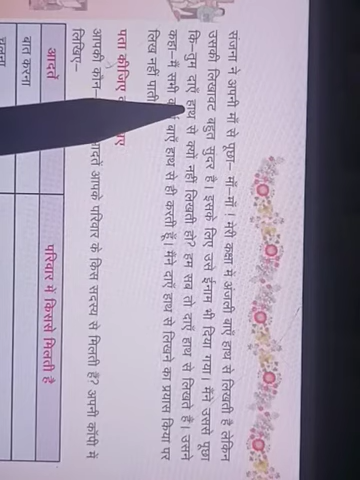 संजना ने अपनी माँ से पूछा– माँ–माँ ! मेरी कक्षा में अंजली बाएँ हाथ से लिखती है लेकिन
उसकी लिखावट बहुत सुंदर है। इसके लिए उसे ईनाम भी दिया गया। मैंने उससे पूछा
कि–तुम दाएँ हाथ से क्यों नहीं लिखती हो? हम सब तो दाएँ हाथ से लिखते हैं। उसने
कहा–मैं सभी बाएँ हाथ से ही करती हूँ। मैंने दाएँ हाथ से लिखने का प्रयास किया पर
लिख नहीं पाती
पता कीजिए
आपकी कौन– आदतें आपके परिवार के किस सदस्य से मिलती हैं? अपनी कॉपी में
लिखिए–
आदतें परिवार में किससे मिलती है
बात करना
चलना